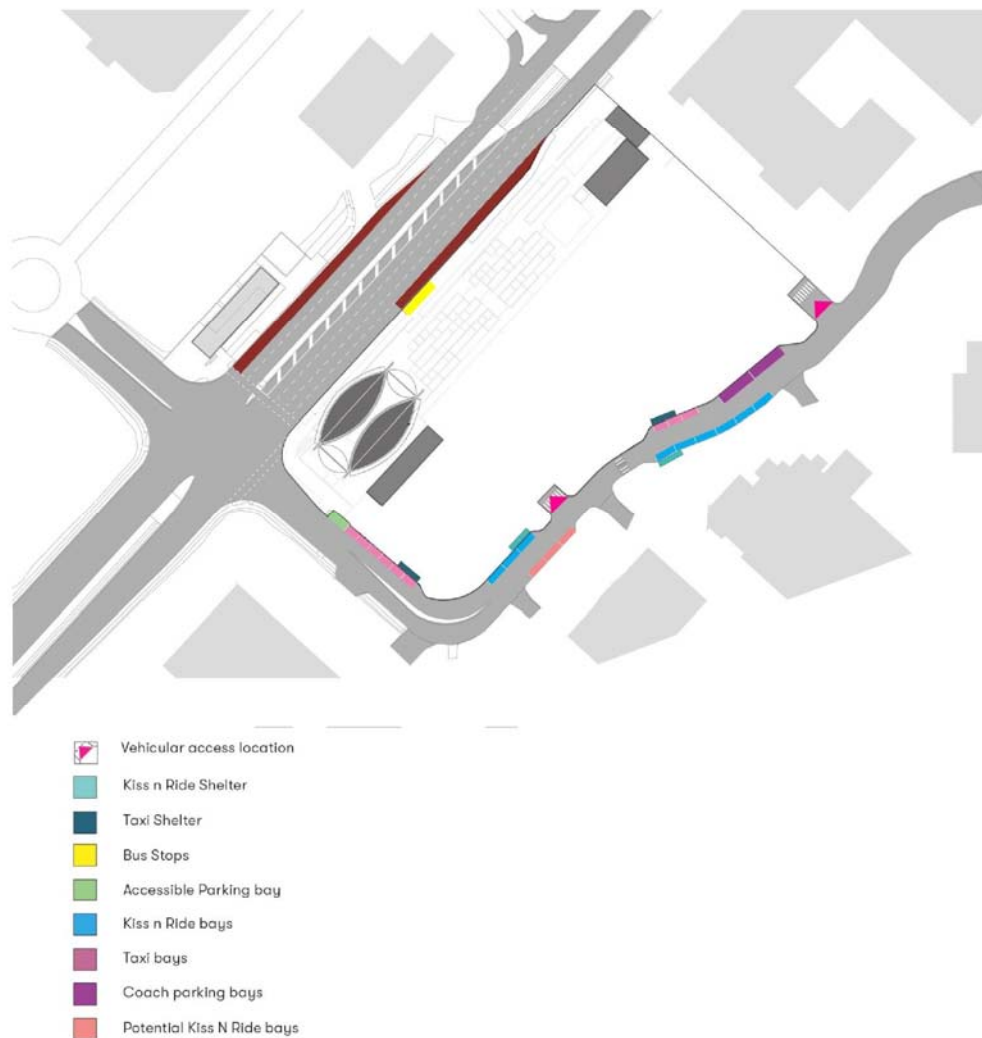 Vehicular access location
Kiss n Ride Shelter
Taxi Shelter
Bus Stops
Accessible Parking bay
Kiss n Ride bays
Taxi bays
Coach parking bays
Potential Kiss N Ride bays